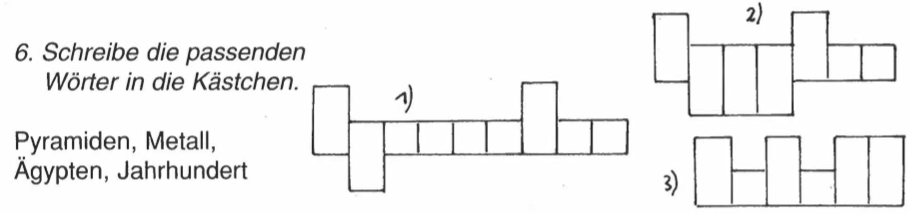 6. Schreibe die passenden
Wörter in die Kästchen.
Pyramiden, Metall,
Ägypten, Jahrhundert
1)
2)
3)